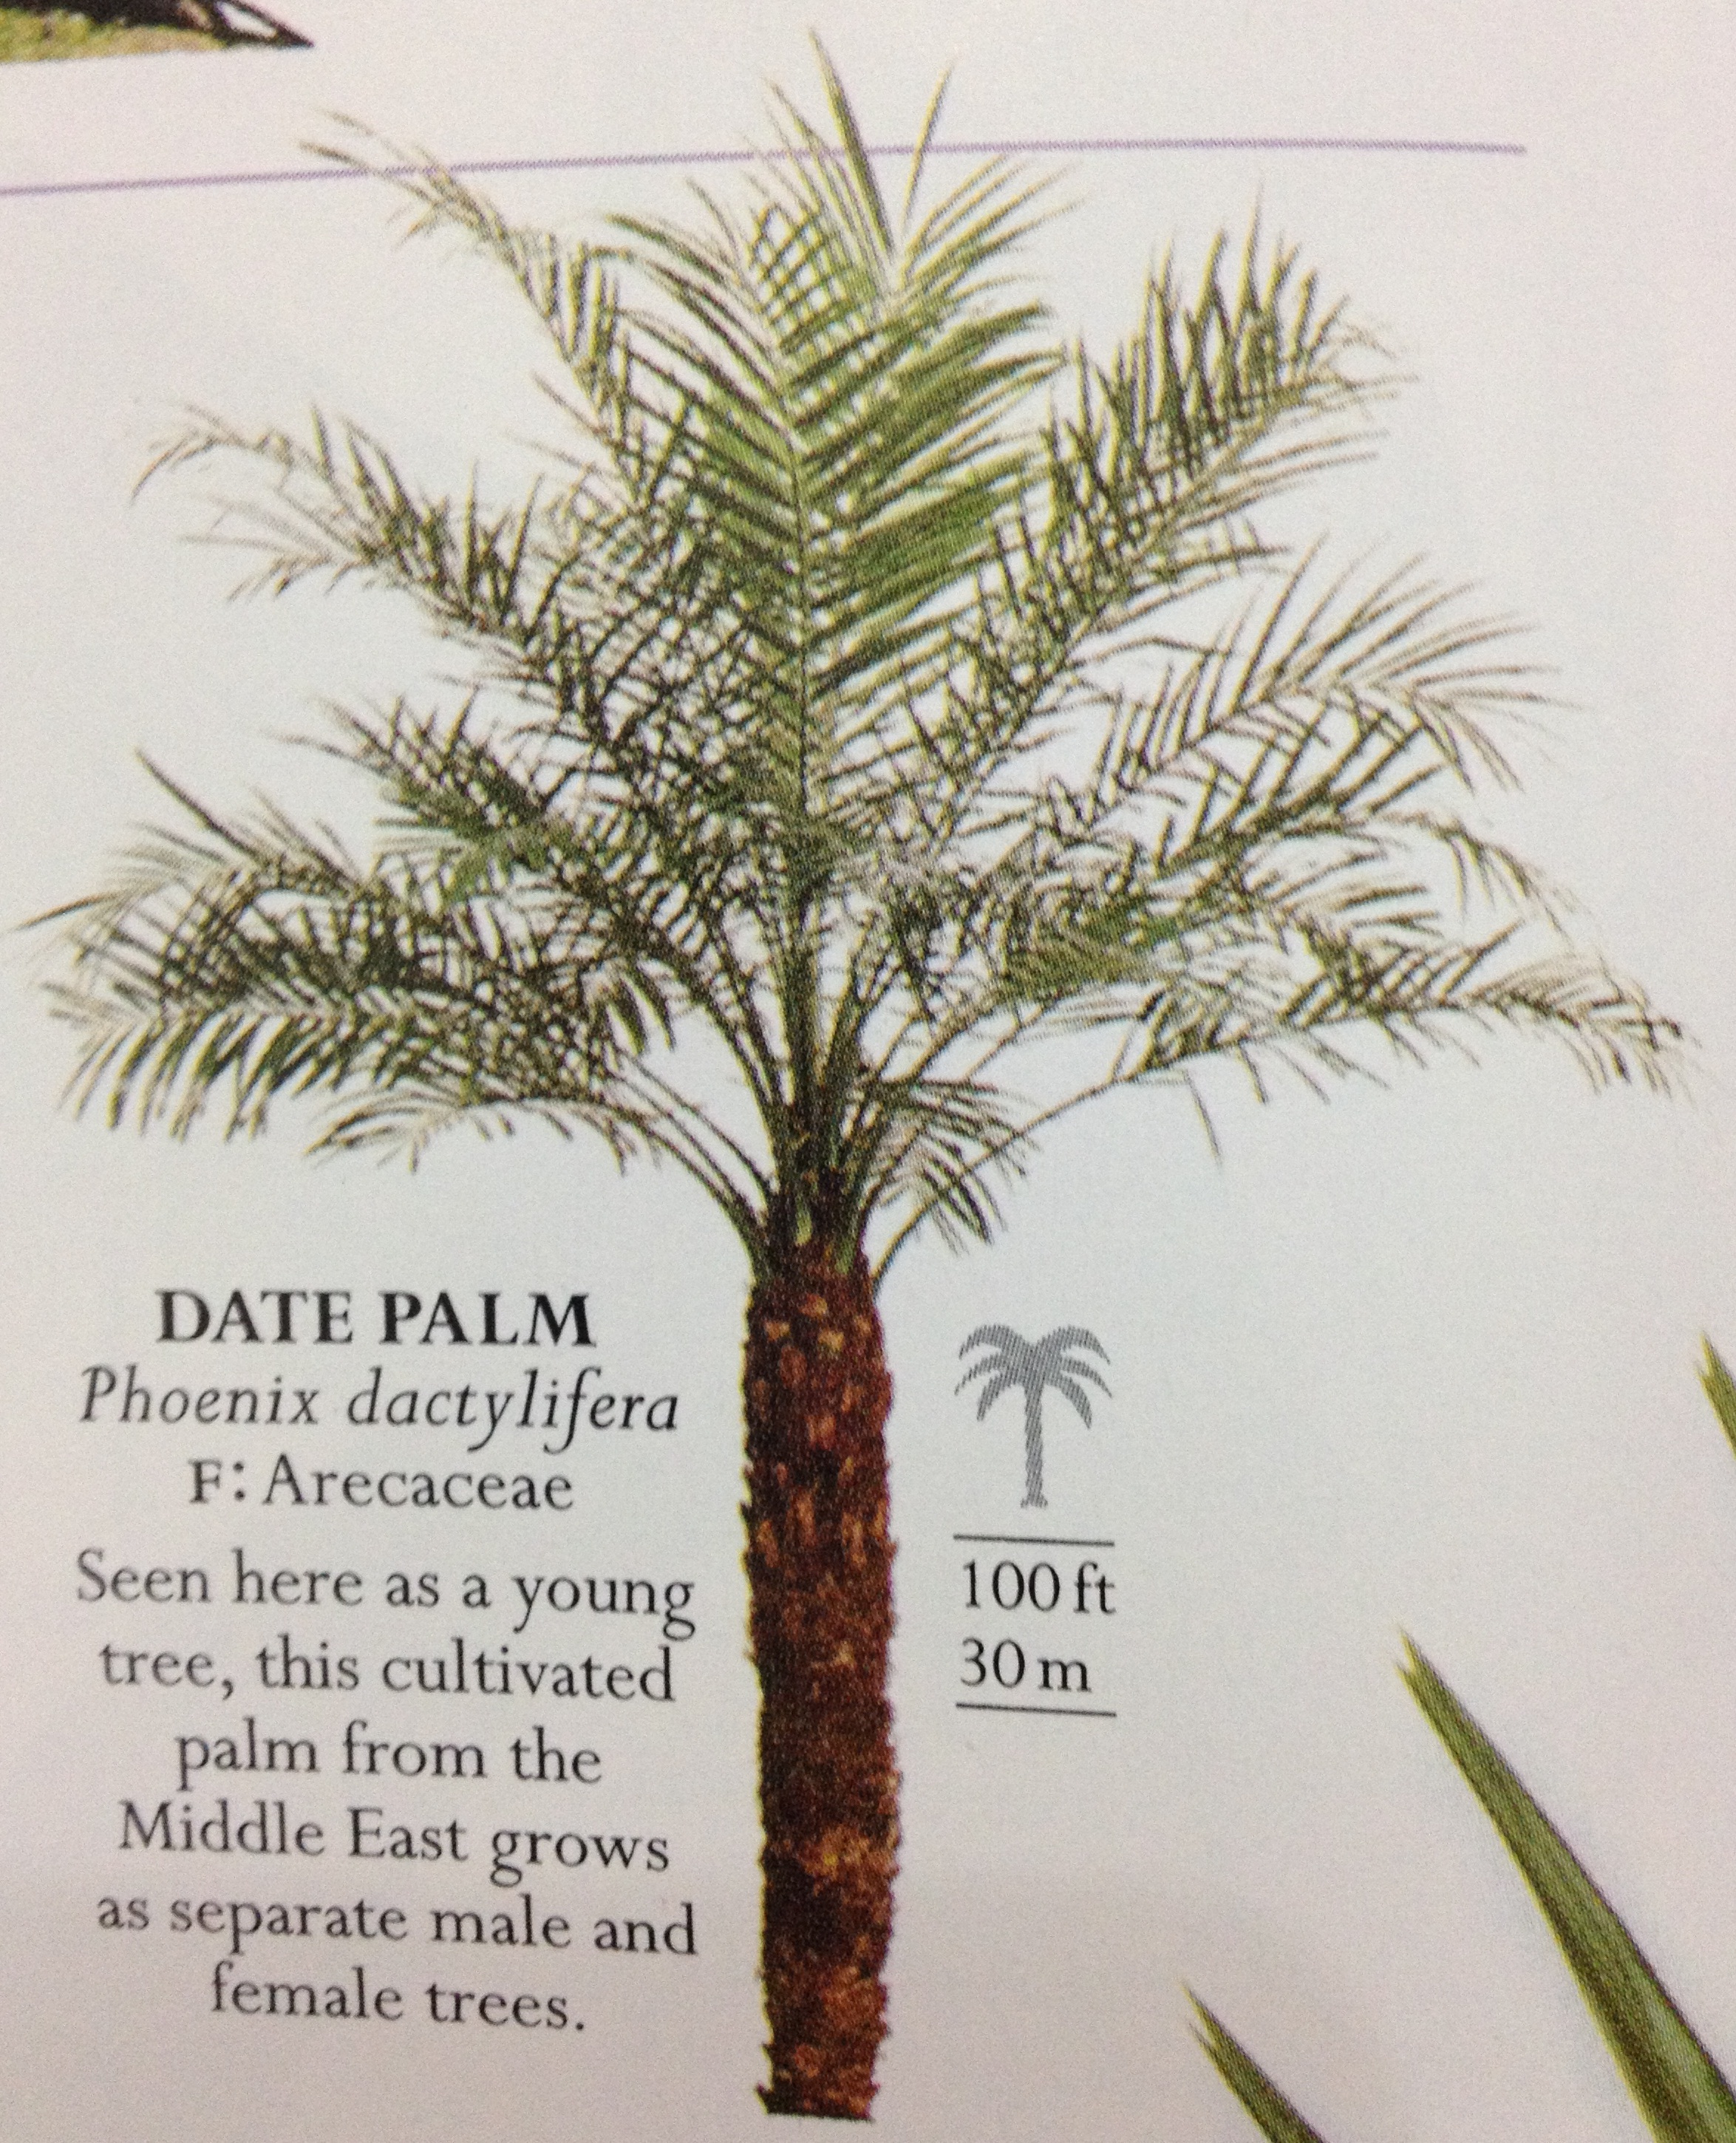 DATE PALM
Phoenix dactylifera
F: Arecaceae
Seen here as a young
tree, this cultivated
palm from the
Middle East grows
as separate male and
female trees.
100 ft
30 m